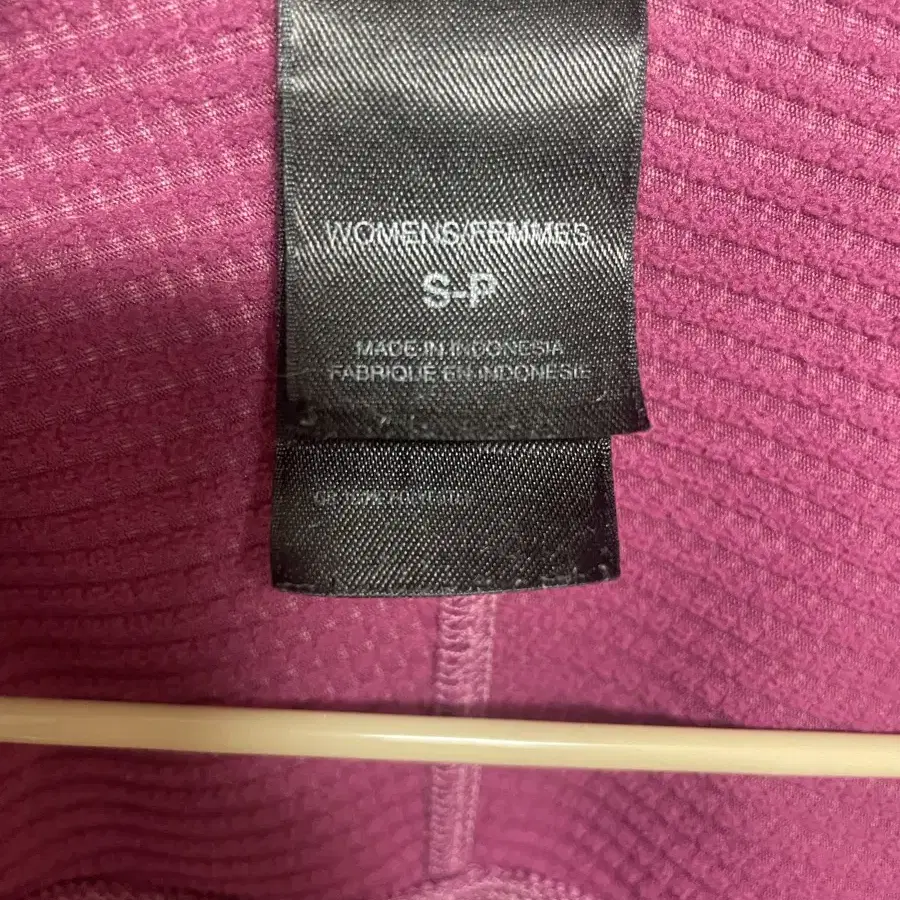 WOMENS/FEMMES
S-P
MADE IN INDONESIA
FABRIQUE EN INDONESIE